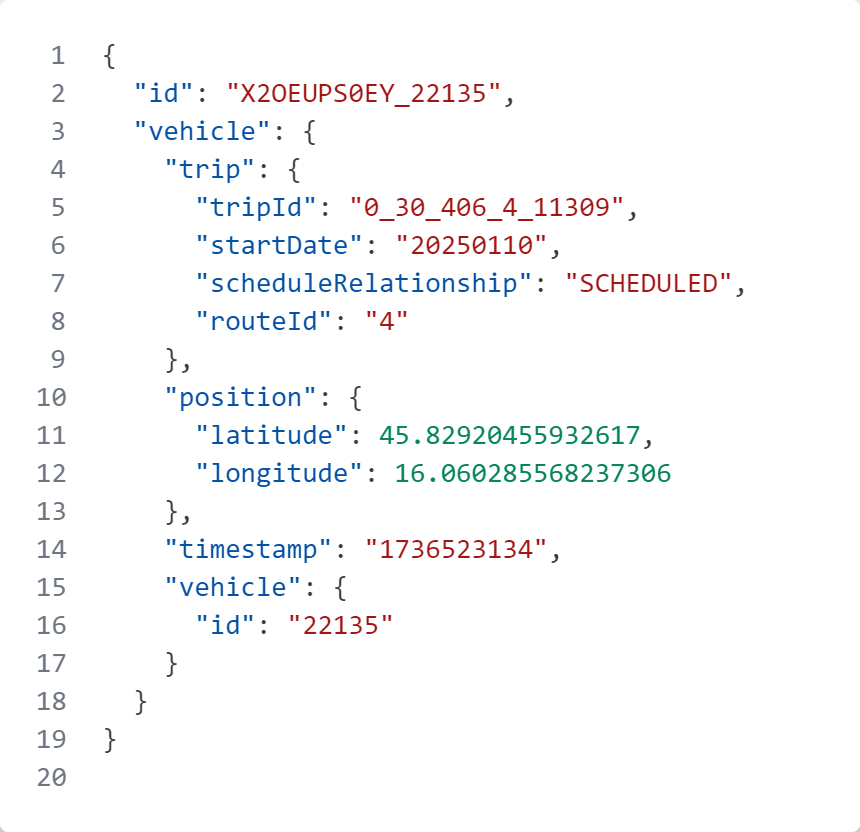 1 {
2   "id": "X2OEUPS0EY_22135",
3   "vehicle": {
4     "trip": {
5       "tripId": "0_30_406_4_11309",
6       "startDate": "20250110",
7       "scheduleRelationship": "SCHEDULED",
8       "routeId": "4"
9     },
10     "position": {
11       "latitude": 45.82920455932617,
12       "longitude": 16.060285568237306
13     },
14     "timestamp": "1736523134",
15     "vehicle": {
16       "id": "22135"
17     }
18   }
19 }
20